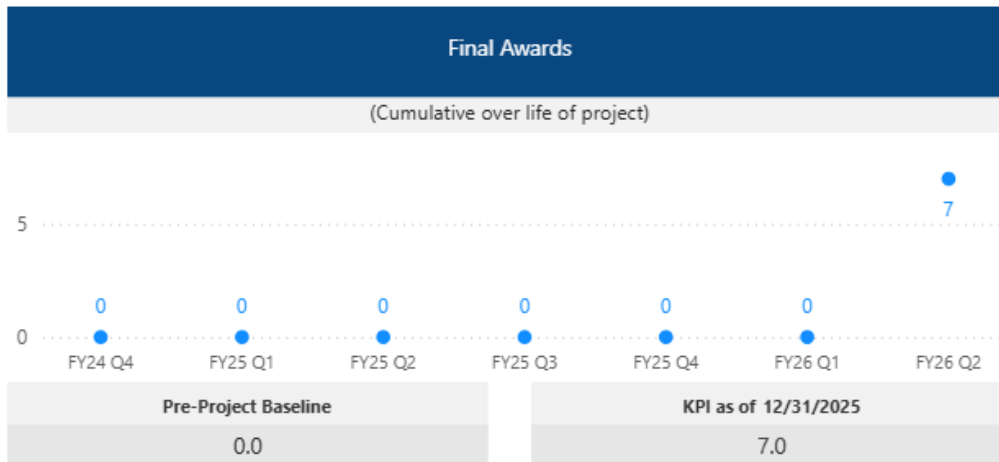 Final Awards
(Cumulative over life of project)
7
5
0 0 0 0 0 0
0
FY24 Q4 FY25 Q1 FY25 Q2 FY25 Q3 FY25 Q4 FY26 Q1 FY26 Q2
Pre-Project Baseline KPI as of 12/31/2025
0.0 7.0